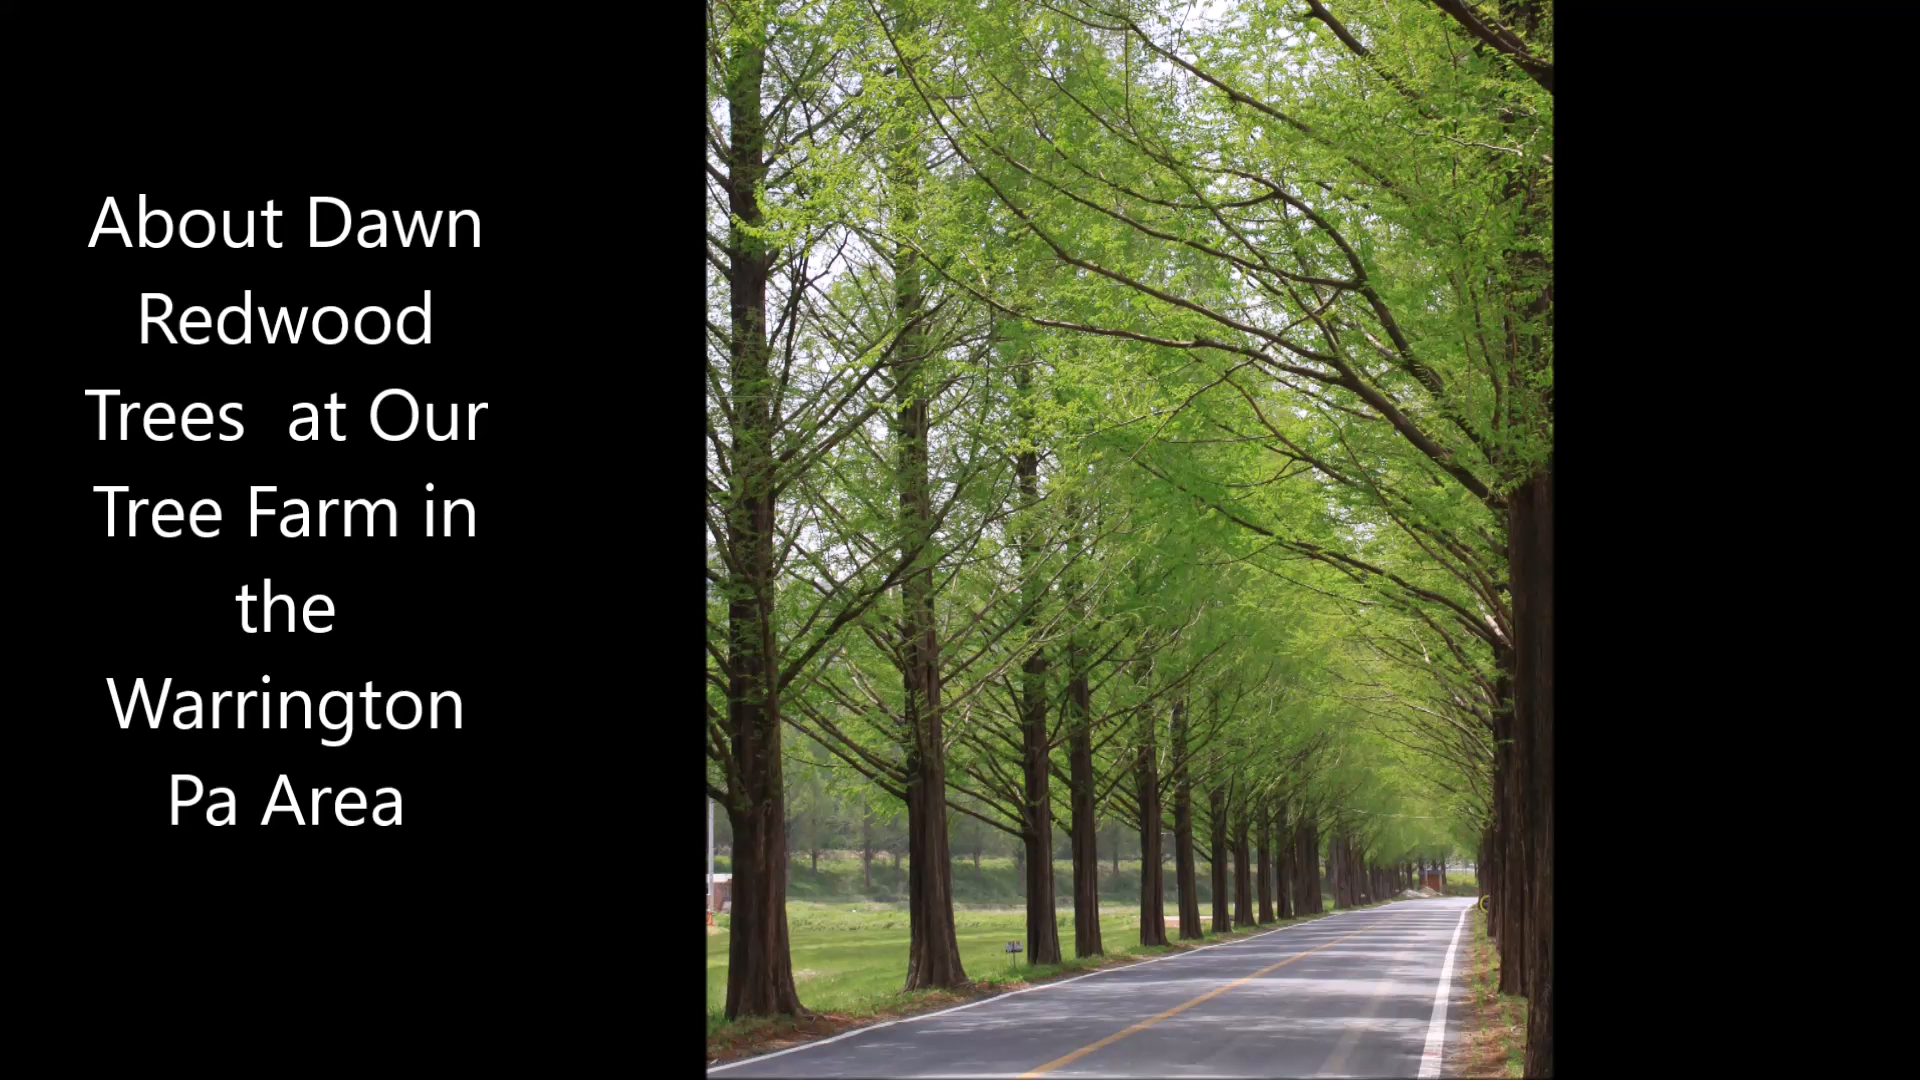 About Dawn
Redwood
Trees  at Our
Tree Farm in
the
Warrington
Pa Area